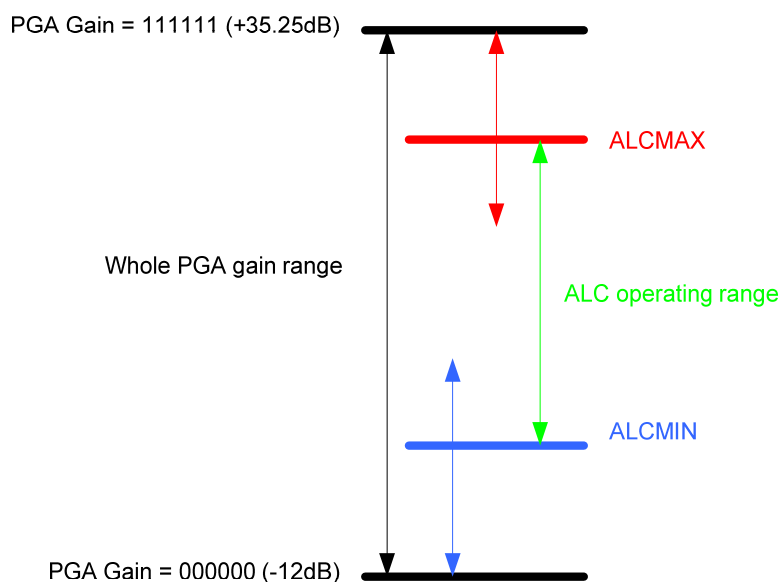 PGA Gain = 111111 (+35.25dB)
ALCMAX
Whole PGA gain range
ALC operating range
ALCMIN
PGA Gain = 000000 (-12dB)